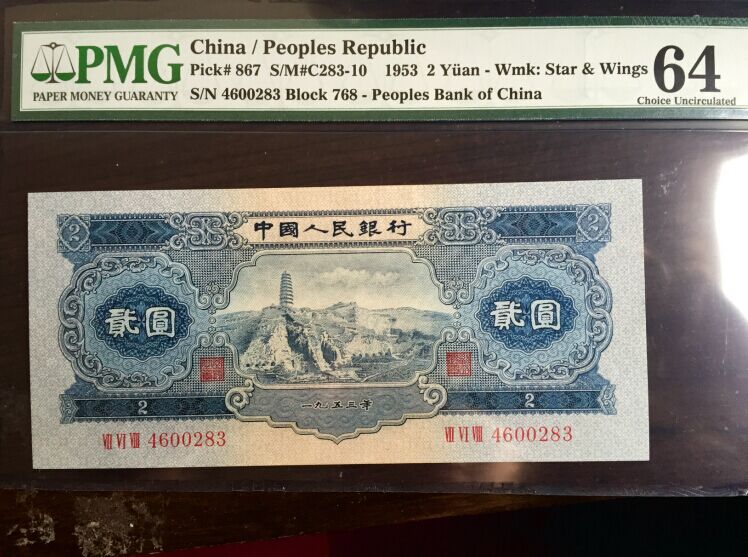 PMG
PAPER MONEY GUARANTY
China / Peoples Republic
Pick# 867 S/M#C283-10 1953 2 Yüan - Wmk: Star & Wings
S/N 4600283 Block 768 - Peoples Bank of China
64
Choice Uncirculated
2
中國人民銀行
2
貳圓
貳圓
2
一九五三年
2
VII VI VIII 4600283
VII VI VIII 4600283